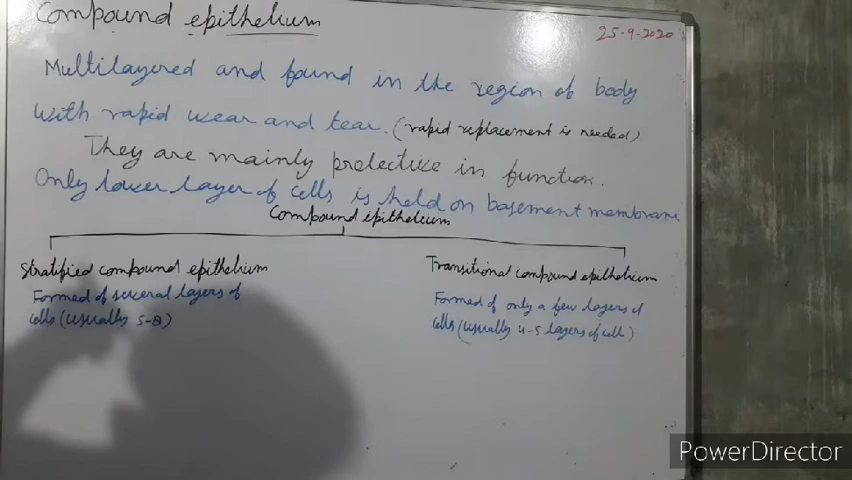 Compound epithelium
25-9-2020
Multilayered and found in the region of body
with rapid wear and tear. (rapid replacement is needed)
They are mainly protective in function.
Only lower layer of cells is held on basement membrane
Compound epithelium
Stratified compound epithelium
Formed of several layers of
cells (usually 5-8)
Transitional compound epithelium
Formed of only a few layers of
cells (usually 4-5 layers of cell)
PowerDirector